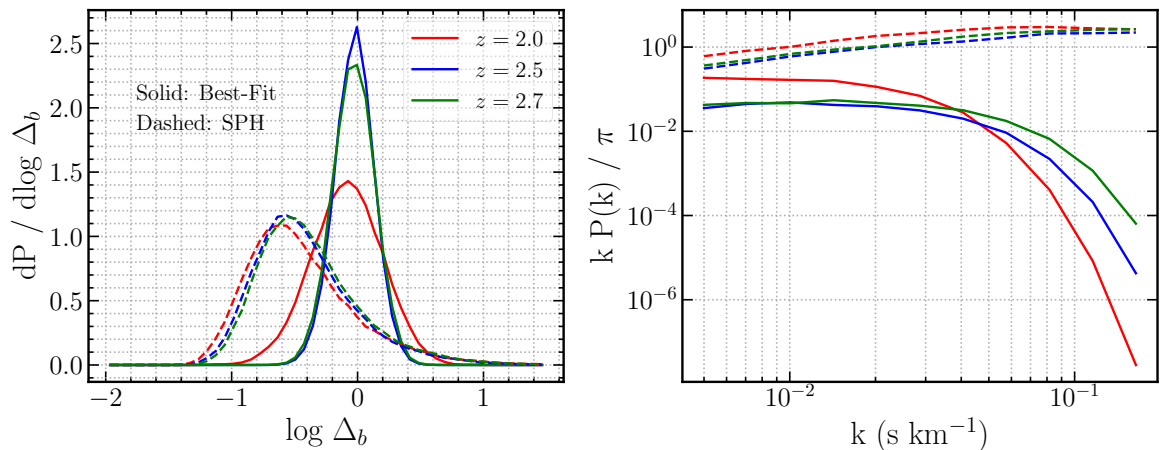 dP / dlog Δ_b
2.5
2.0
1.5
1.0
0.5
0.0
Solid: Best-Fit
Dashed: SPH
z = 2.0
z = 2.5
z = 2.7
−2
−1
0
1
log Δ_b
k P(k) / π
10⁰
10⁻²
10⁻⁴
10⁻⁶
10⁻²
10⁻¹
k (s km⁻¹)